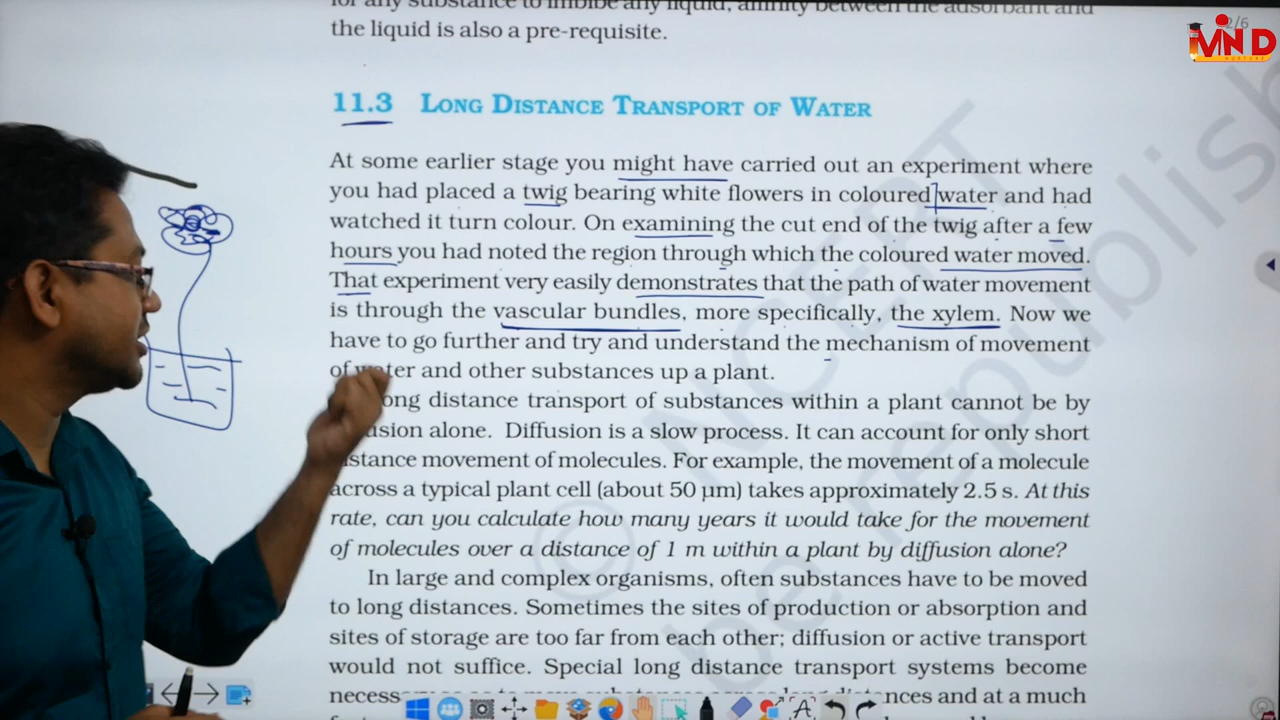 the liquid is also a pre-requisite.
2/6
MIND
11.3 LONG DISTANCE TRANSPORT OF WATER
At some earlier stage you might have carried out an experiment where
you had placed a twig bearing white flowers in coloured water and had
watched it turn colour. On examining the cut end of the twig after a few
hours you had noted the region through which the coloured water moved.
That experiment very easily demonstrates that the path of water movement
is through the vascular bundles, more specifically, the xylem. Now we
have to go further and try and understand the mechanism of movement
of water and other substances up a plant.
ong distance transport of substances within a plant cannot be by
usion alone. Diffusion is a slow process. It can account for only short
istance movement of molecules. For example, the movement of a molecule
across a typical plant cell (about 50 µm) takes approximately 2.5 s. At this
rate, can you calculate how many years it would take for the movement
of molecules over a distance of 1 m within a plant by diffusion alone?
In large and complex organisms, often substances have to be moved
to long distances. Sometimes the sites of production or absorption and
sites of storage are too far from each other; diffusion or active transport
would not suffice. Special long distance transport systems become
nces and at a much
© NCERT
be republish